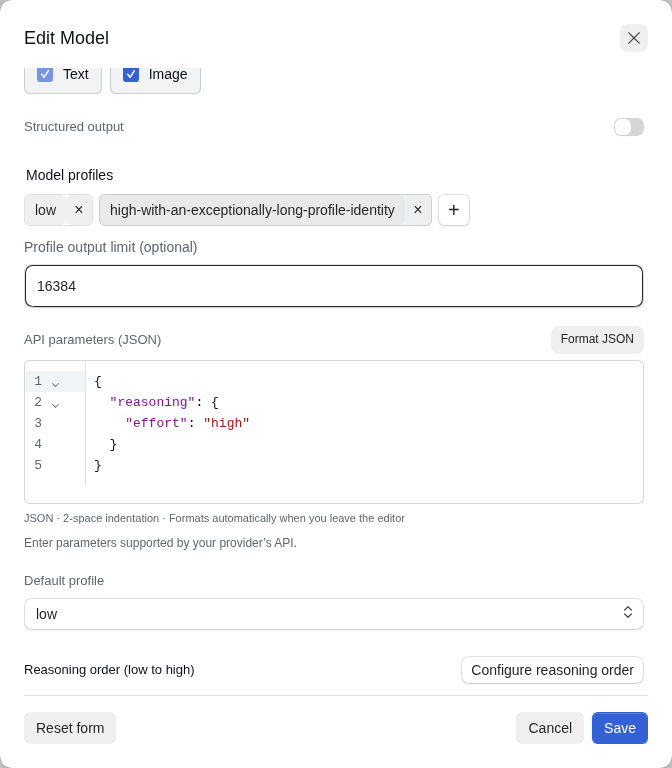 Edit Model
Text Image
Structured output
Model profiles
low × high-with-an-exceptionally-long-profile-identity × +
Profile output limit (optional)
16384
API parameters (JSON) Format JSON
1 {
2   "reasoning": {
3     "effort": "high"
4   }
5 }
JSON · 2-space indentation · Formats automatically when you leave the editor
Enter parameters supported by your provider’s API.
Default profile
low
Reasoning order (low to high) Configure reasoning order
Reset form Cancel Save